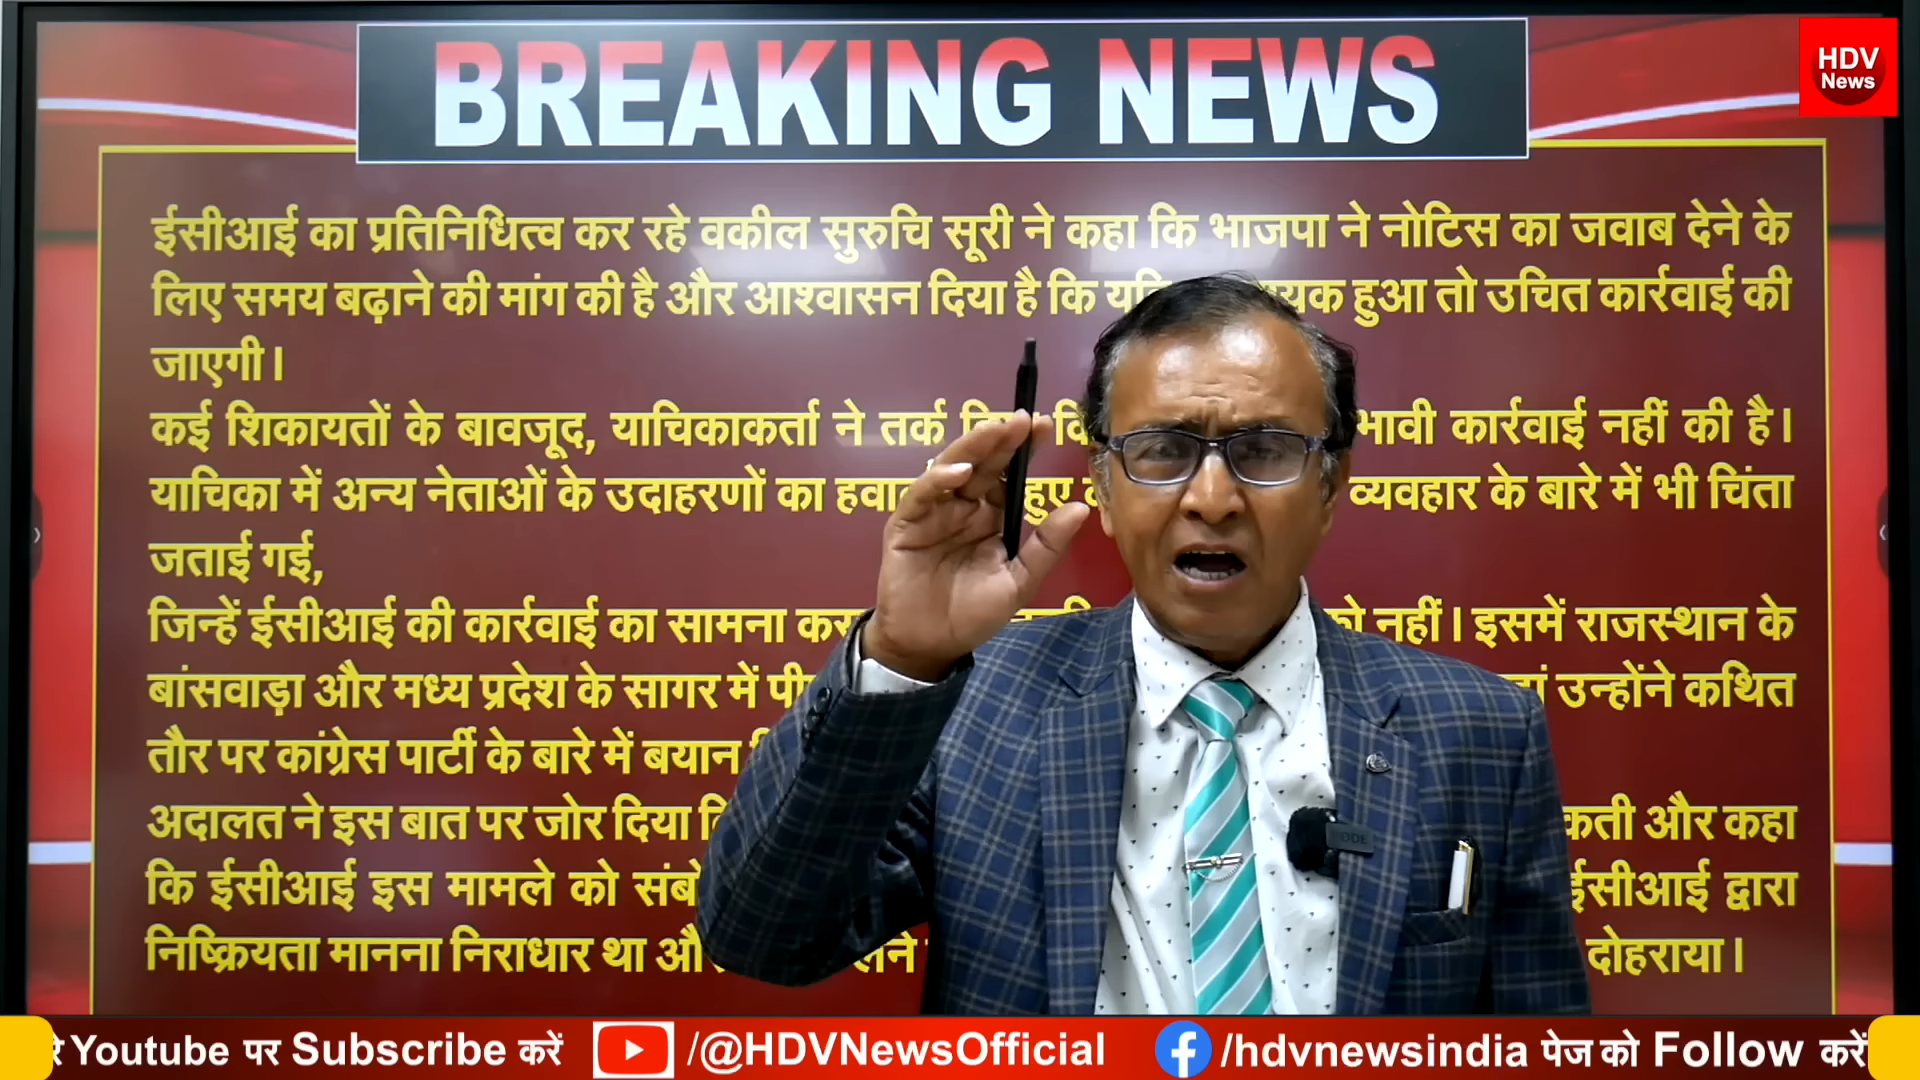 BREAKING NEWS
HDV
News
ईसीआई का प्रतिनिधित्व कर रहे वकील सुरुचि सूरी ने कहा कि भाजपा ने नोटिस का जवाब देने के
लिए समय बढ़ाने की मांग की है और आश्वासन दिया है कि हुआ तो उचित कार्रवाई की
जाएगी।
कई शिकायतों के बावजूद, याचिकाकर्ता ने तर्क कार्रवाई नहीं की है।
याचिका में अन्य नेताओं के उदाहरणों का हुए व्यवहार के बारे में भी चिंता
जताई गई,
जिन्हें ईसीआई की कार्रवाई का सामना नहीं। इसमें राजस्थान के
बांसवाड़ा और मध्य प्रदेश के सागर में उन्होंने कथित
तौर पर कांग्रेस पार्टी के बारे में बयान
अदालत ने इस बात पर जोर दिया और कहा
कि ईसीआई इस मामले को ईसीआई द्वारा
निष्क्रियता मानना निराधार था दोहराया।
Youtube पर Subscribe करें /@HDVNewsOfficial /hdvnewsindia पेज को Follow करें